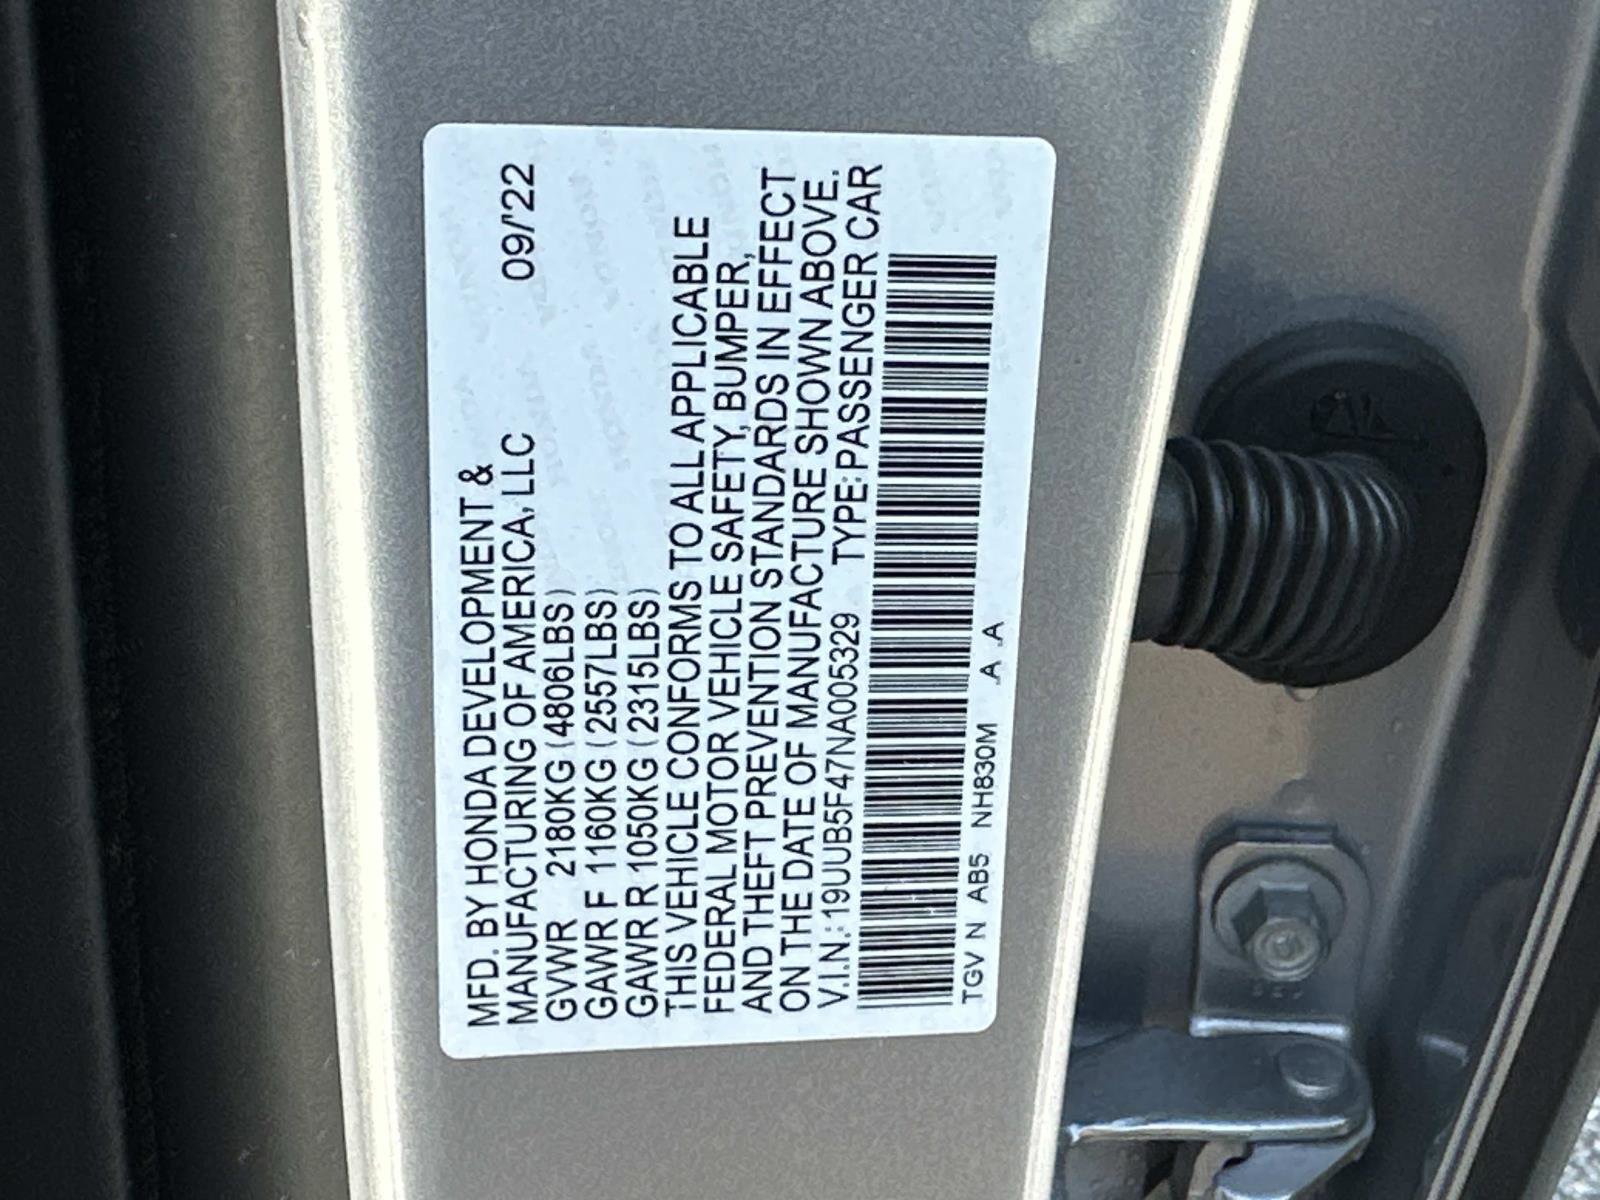 MFD. BY HONDA DEVELOPMENT &
MANUFACTURING OF AMERICA, LLC 09/'22
GVWR 2180KG (4806LBS)
GAWR F 1160KG (2557LBS)
GAWR R 1050KG (2315LBS)
THIS VEHICLE CONFORMS TO ALL APPLICABLE
FEDERAL MOTOR VEHICLE SAFETY, BUMPER,
AND THEFT PREVENTION STANDARDS IN EFFECT
ON THE DATE OF MANUFACTURE SHOWN ABOVE.
V.I.N.: 19UUB5F47NA005329 TYPE:PASSENGER CAR
TGV N AB5 NH830M .A .A